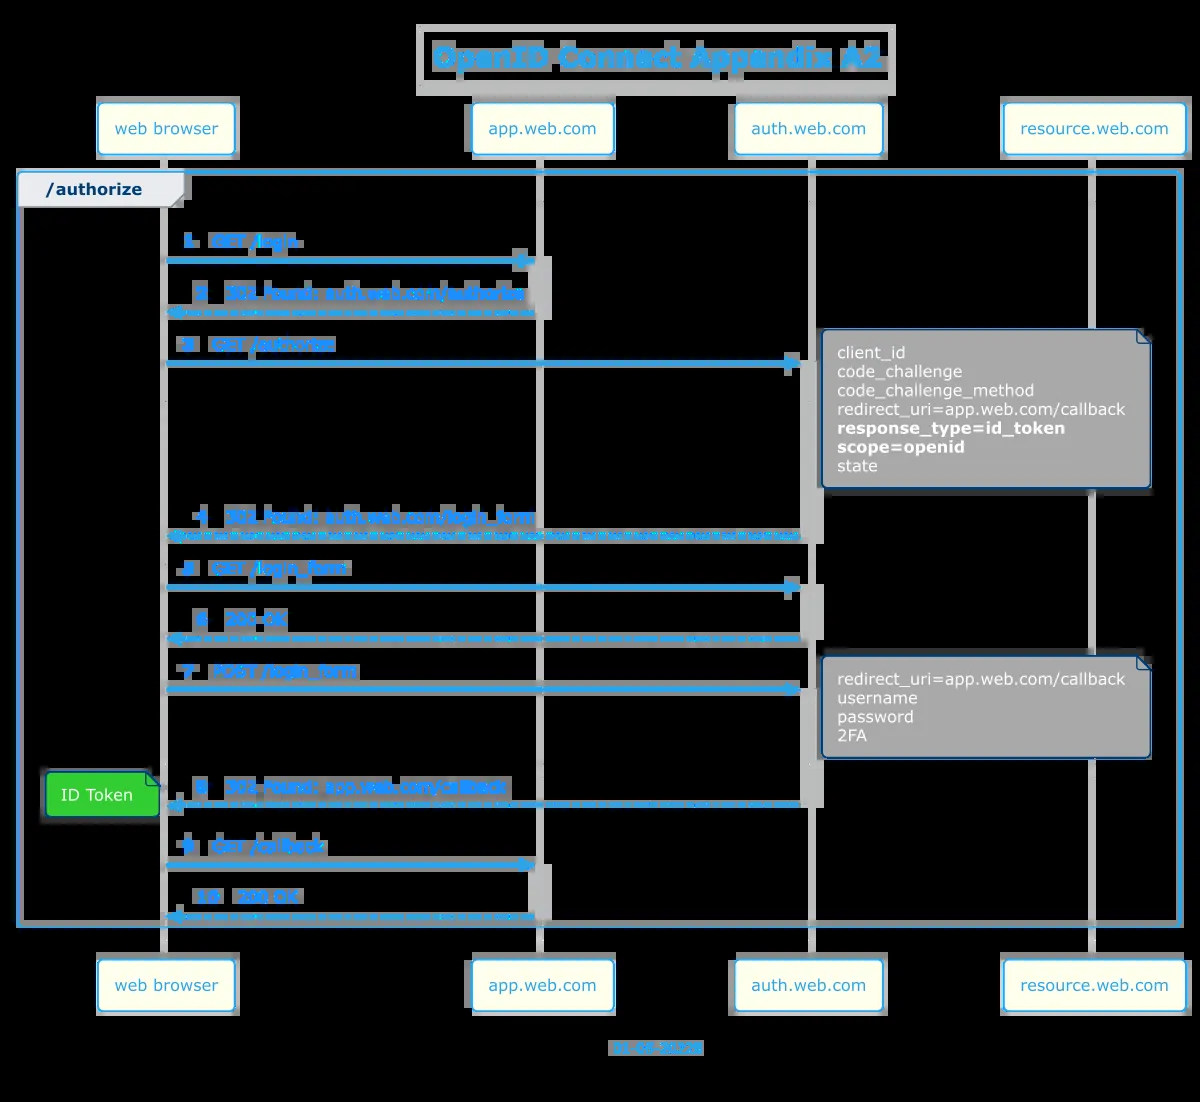 OpenID Connect Appendix A2
web browser
app.web.com
auth.web.com
resource.web.com
/authorize
1 GET /login
2 302 Found: auth.web.com/authorize
3 GET /authorize
client_id
code_challenge
code_challenge_method
redirect_uri=app.web.com/callback
response_type=id_token
scope=openid
state
4 302 Found: auth.web.com/login_form
5 GET /login_form
6 200 OK
7 POST /login_form
redirect_uri=app.web.com/callback
username
password
2FA
ID Token
8 302 Found: app.web.com/callback
9 GET /callback
10 200 OK
web browser
app.web.com
auth.web.com
resource.web.com